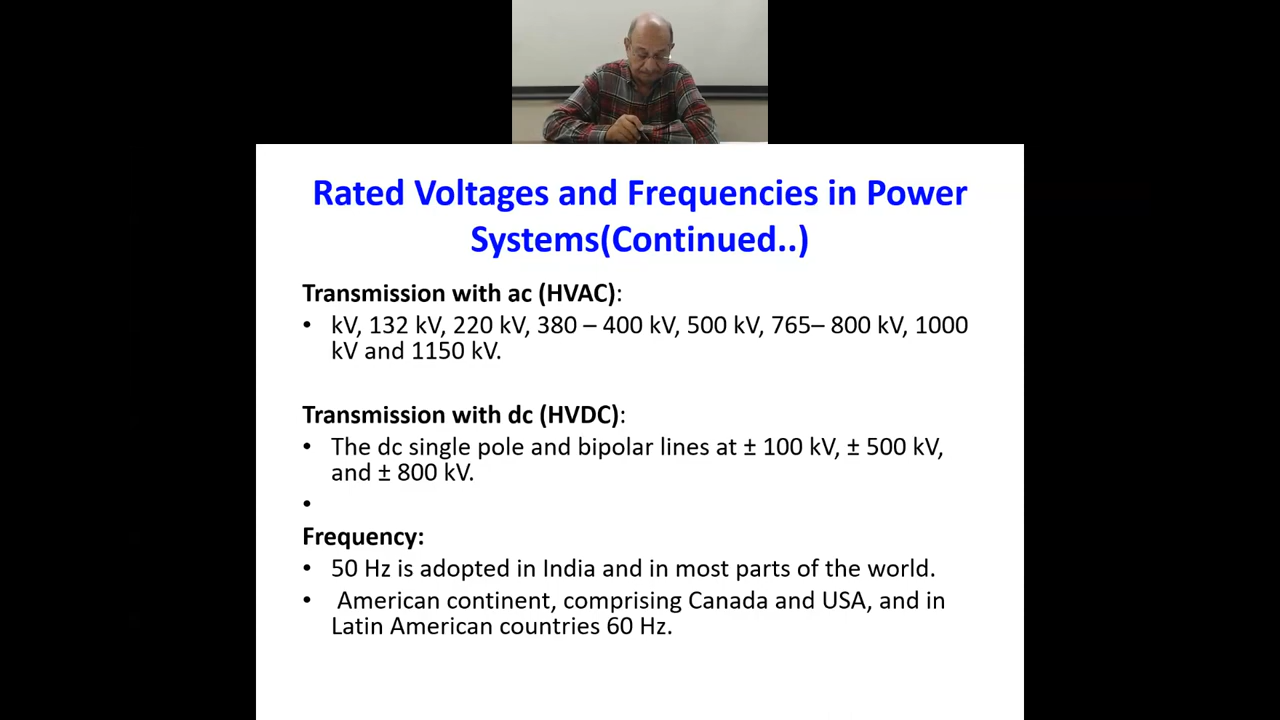 Rated Voltages and Frequencies in Power
Systems(Continued..)
Transmission with ac (HVAC):
• kV, 132 kV, 220 kV, 380 – 400 kV, 500 kV, 765– 800 kV, 1000
kV and 1150 kV.
Transmission with dc (HVDC):
• The dc single pole and bipolar lines at ± 100 kV, ± 500 kV,
and ± 800 kV.
•
Frequency:
• 50 Hz is adopted in India and in most parts of the world.
• American continent, comprising Canada and USA, and in
Latin American countries 60 Hz.